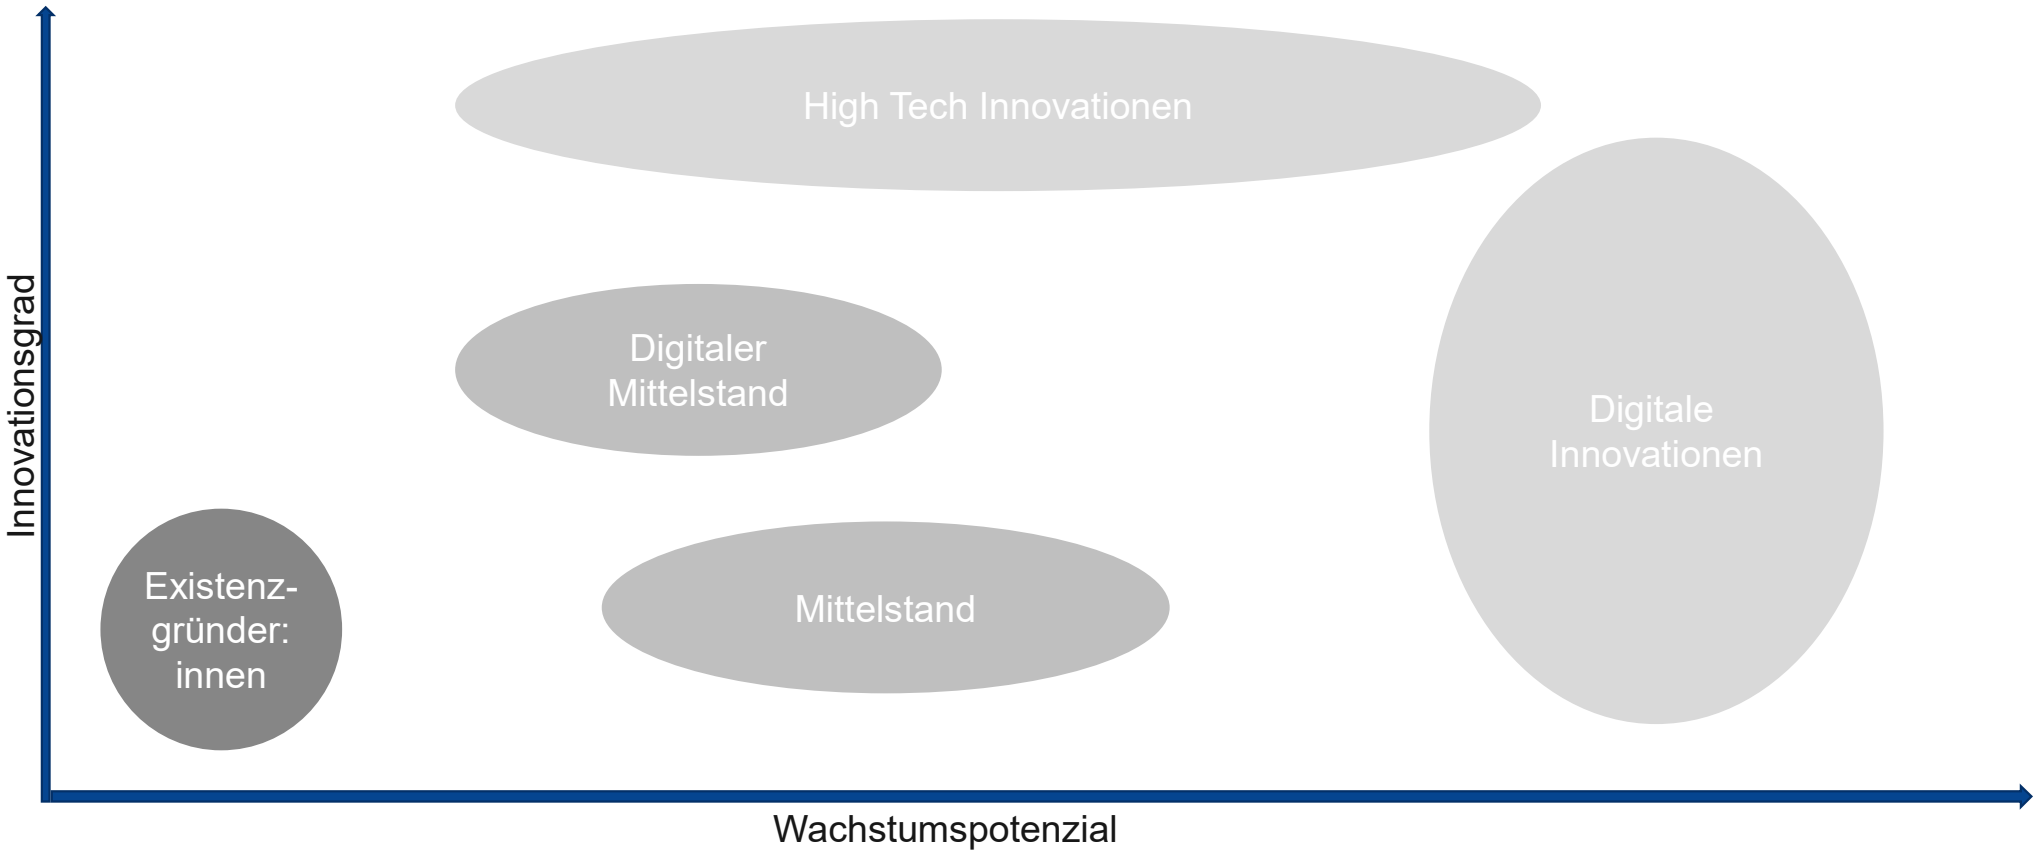 High Tech Innovationen
Innovationsgrad
Digitaler
Mittelstand
Digitale
Innovationen
Existenz-
gründer:
innen
Mittelstand
Wachstumspotenzial